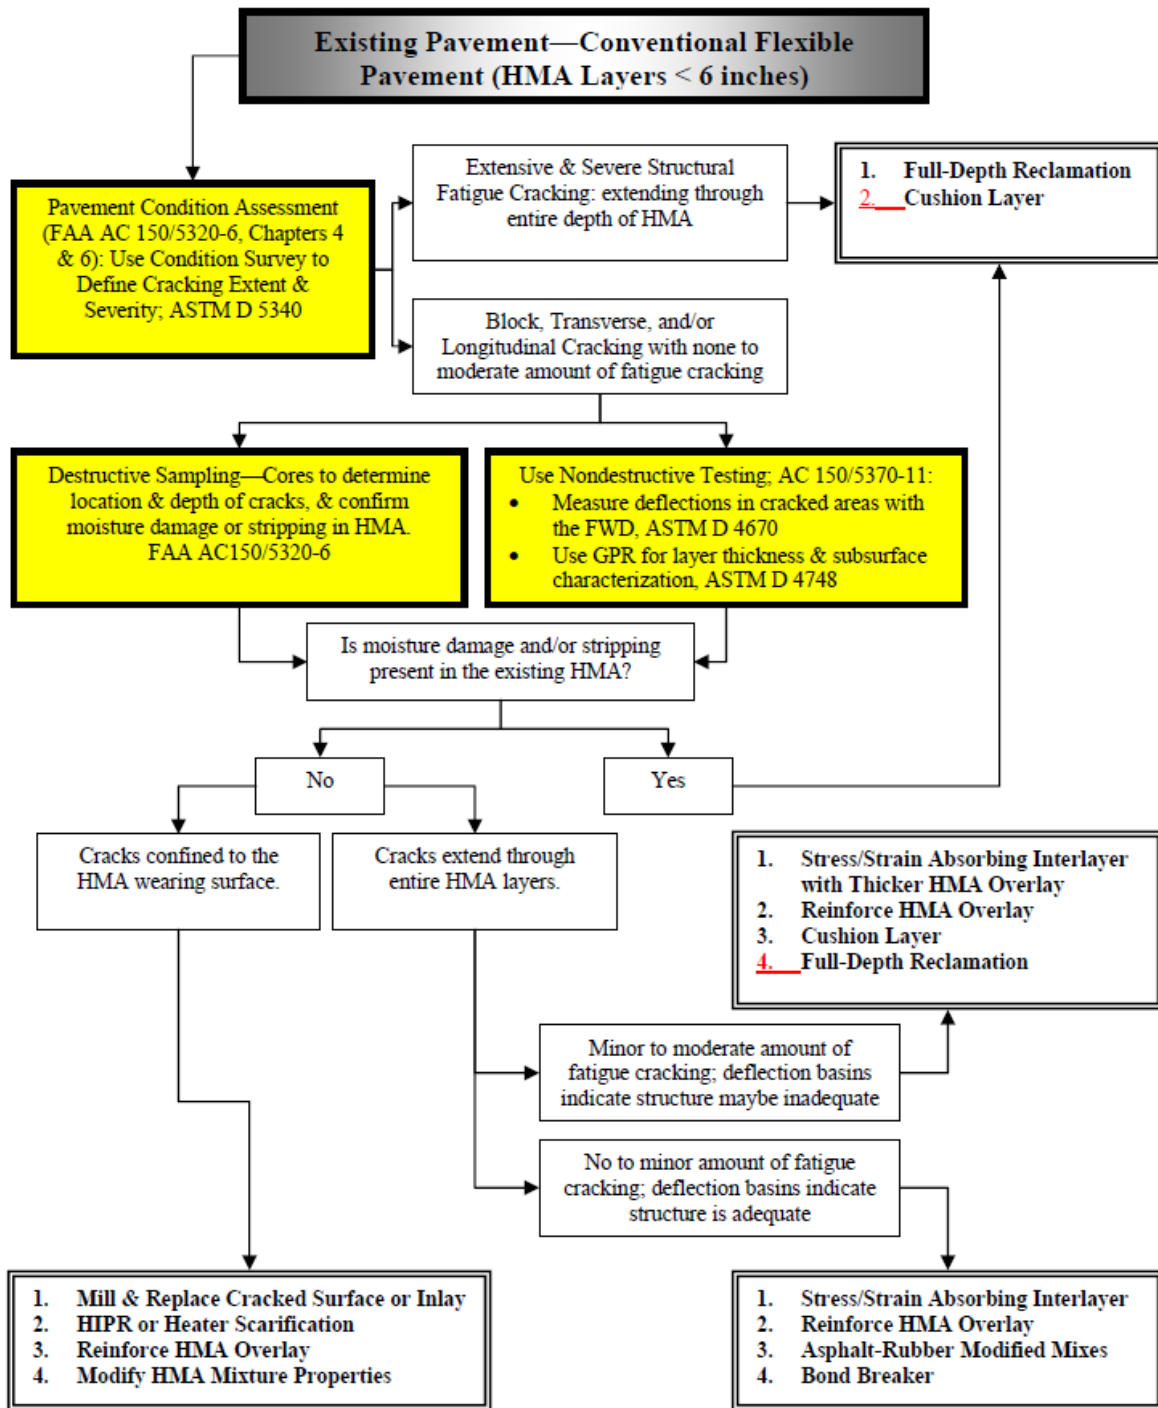 Existing Pavement—Conventional Flexible
Pavement (HMA Layers < 6 inches)
Pavement Condition Assessment
(FAA AC 150/5320-6, Chapters 4
& 6): Use Condition Survey to
Define Cracking Extent &
Severity; ASTM D 5340
Extensive & Severe Structural
Fatigue Cracking: extending through
entire depth of HMA
1. Full-Depth Reclamation
2. Cushion Layer
Block, Transverse, and/or
Longitudinal Cracking with none to
moderate amount of fatigue cracking
Destructive Sampling—Cores to determine
location & depth of cracks, & confirm
moisture damage or stripping in HMA.
FAA AC150/5320-6
Use Nondestructive Testing; AC 150/5370-11:
• Measure deflections in cracked areas with
the FWD, ASTM D 4670
• Use GPR for layer thickness & subsurface
characterization, ASTM D 4748
Is moisture damage and/or stripping
present in the existing HMA?
No
Yes
Cracks confined to the
HMA wearing surface.
Cracks extend through
entire HMA layers.
1. Stress/Strain Absorbing Interlayer
with Thicker HMA Overlay
2. Reinforce HMA Overlay
3. Cushion Layer
4. Full-Depth Reclamation
Minor to moderate amount of
fatigue cracking; deflection basins
indicate structure maybe inadequate
No to minor amount of fatigue
cracking; deflection basins indicate
structure is adequate
1. Mill & Replace Cracked Surface or Inlay
2. HIPR or Heater Scarification
3. Reinforce HMA Overlay
4. Modify HMA Mixture Properties
1. Stress/Strain Absorbing Interlayer
2. Reinforce HMA Overlay
3. Asphalt-Rubber Modified Mixes
4. Bond Breaker